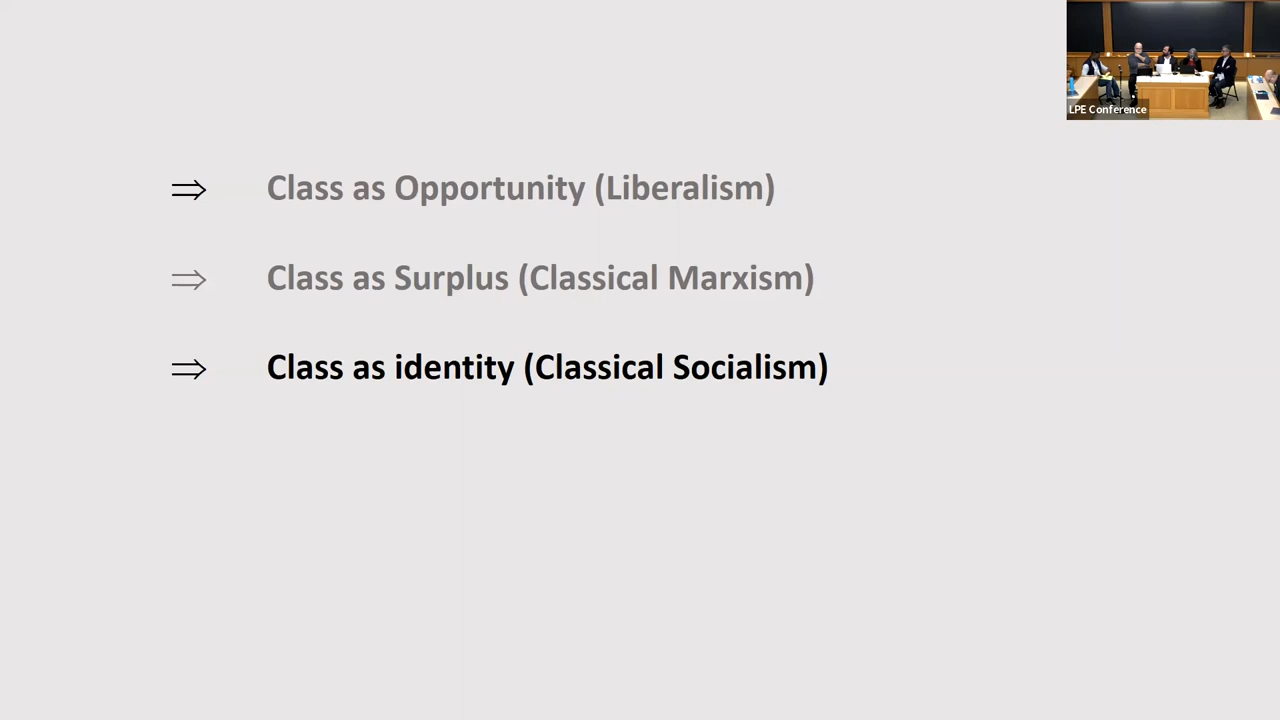 LPE Conference
⇒ Class as Opportunity (Liberalism)
⇒ Class as Surplus (Classical Marxism)
⇒ Class as identity (Classical Socialism)